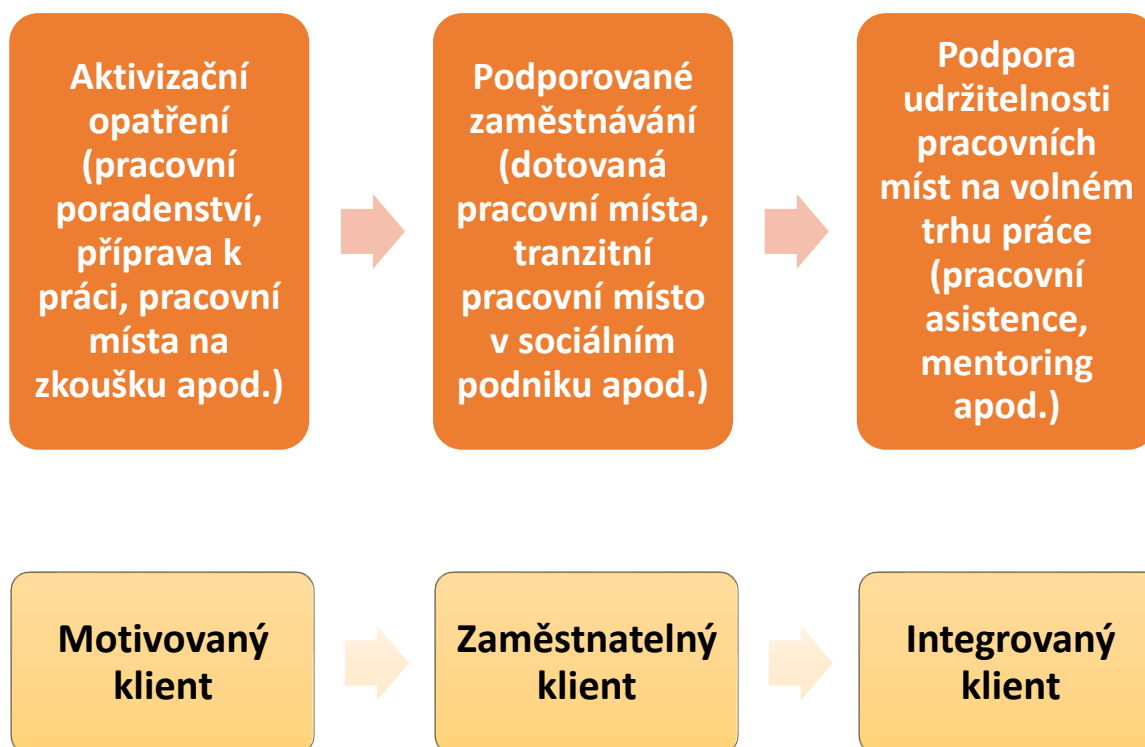 Aktivizační
opatření
(pracovní
poradenství,
příprava k
práci, pracovní
místa na
zkoušku apod.)
Podporované
zaměstnávání
(dotovaná
pracovní místa,
tranzitní
pracovní místo
v sociálním
podniku apod.)
Podpora
udržitelnosti
pracovních
míst na volném
trhu práce
(pracovní
asistence,
mentoring
apod.)
Motivovaný
klient
Zaměstnatelný
klient
Integrovaný
klient